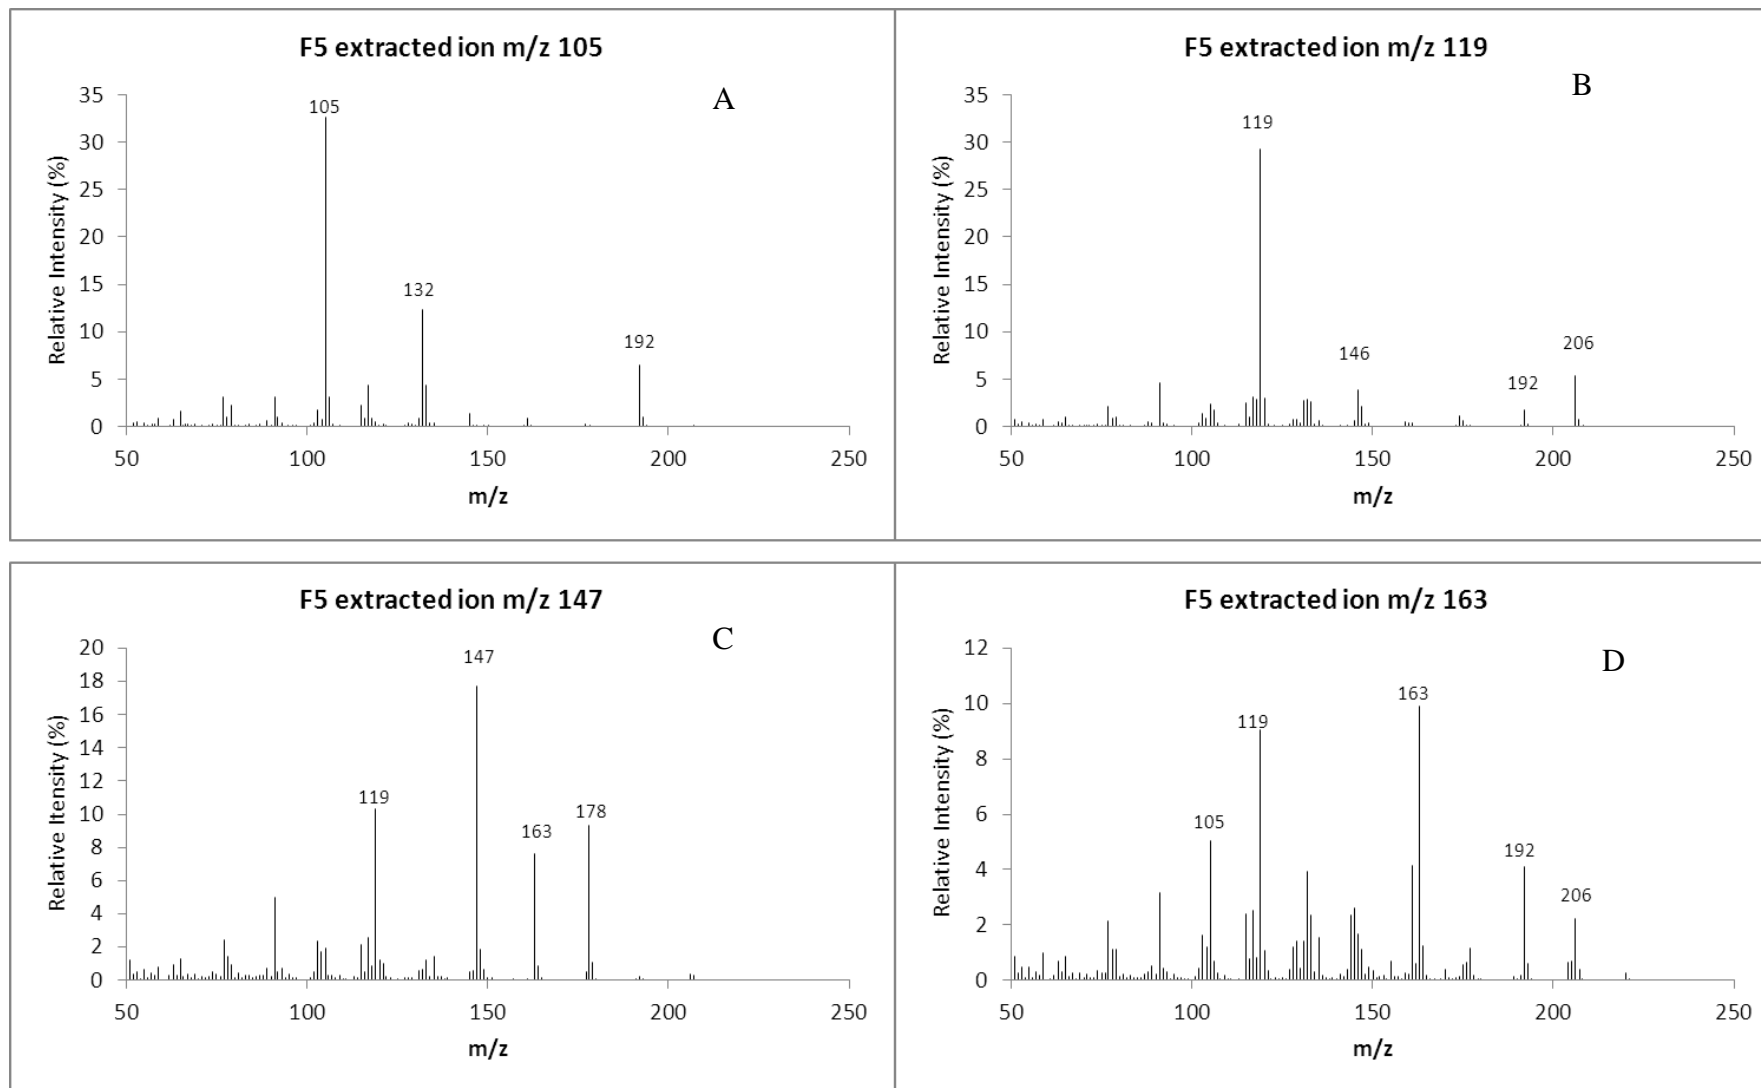 F5 extracted ion m/z 105
A
35
30
25
20
15
10
5
0
Relative Intensity (%)
105
132
192
50 100 150 200 250
m/z
F5 extracted ion m/z 119
B
35
30
25
20
15
10
5
0
Relative Intensity (%)
119
146
192
206
50 100 150 200 250
m/z
F5 extracted ion m/z 147
C
20
18
16
14
12
10
8
6
4
2
0
Relative Itensity (%)
119
147
163
178
50 100 150 200 250
m/z
F5 extracted ion m/z 163
D
12
10
8
6
4
2
0
Relative Intensity (%)
105
119
163
192
206
50 100 150 200 250
m/z